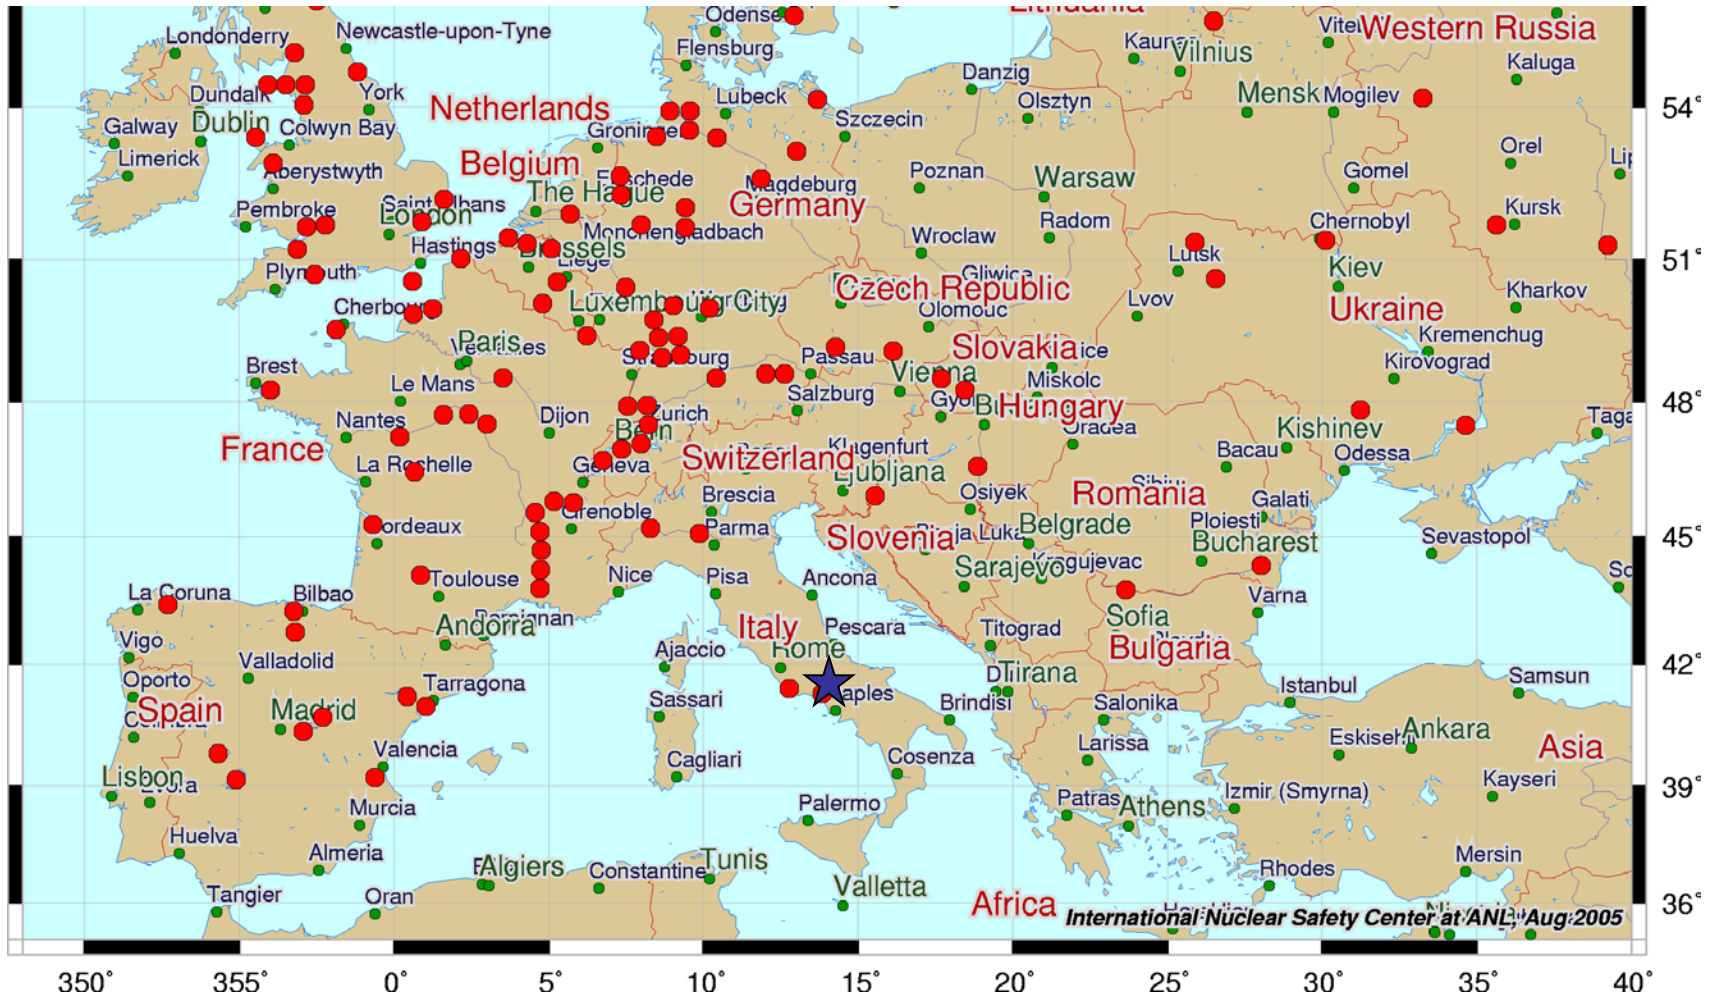 Lithuania
Odense
Londonderry
Newcastle-upon-Tyne
Western Russia
Flensburg
Vilnius
Kaluga
Danzig
Dundalk
York
Netherlands
Lubeck
Olsztyn
Mensk
Mogilev
54°
Galway
Dublin
Colwyn Bay
Szczecin
Limerick
Belgium
Orel
Aberystwyth
The Hague
Magdeburg
Poznan
Warsaw
Gomel
Pembroke
London
Germany
Radom
Chernobyl
Kursk
Hastings
Brussels
Monchengladbach
Wroclaw
Lutsk
51°
Plymouth
Liege
Gliwice
Kiev
Luxembourg City
Czech Republic
Kharkov
Cherbourg
Olomouc
Lvov
Ukraine
Paris
Slovakia
Kremenchug
Brest
Strasbourg
Passau
Vienna
Miskolc
Kirovograd
Le Mans
Salzburg
Hungary
48°
Nantes
Dijon
Zurich
Bern
Oradea
Kishinev
France
Switzerland
Klagenfurt
Bacau
Odessa
La Rochelle
Geneva
Ljubljana
Brescia
Osiyek
Romania
Galati
Grenoble
Parma
Slovenia
Belgrade
Ploiesti
Bucharest
Sevastopol
45°
Bordeaux
Toulouse
Nice
Pisa
Ancona
Sarajevo
Kragujevac
La Coruna
Bilbao
Varna
Andorra
Italy
Pescara
Titograd
Sofia
Vigo
Valladolid
Ajaccio
Rome
Bulgaria
42°
Oporto
Tarragona
Tirana
Istanbul
Samsun
Spain
Madrid
Sassari
Naples
Brindisi
Salonika
Valencia
Cagliari
Cosenza
Larissa
Eskisehir
Ankara
Asia
Lisbon
Evora
39°
Murcia
Palermo
Patras
Athens
Izmir (Smyrna)
Kayseri
Huelva
Almeria
Algiers
Constantine
Tunis
Rhodes
Mersin
Tangier
Oran
Valletta
Africa
36°
International Nuclear Safety Center at ANL, Aug 2005
350° 355° 0° 5° 10° 15° 20° 25° 30° 35° 40°